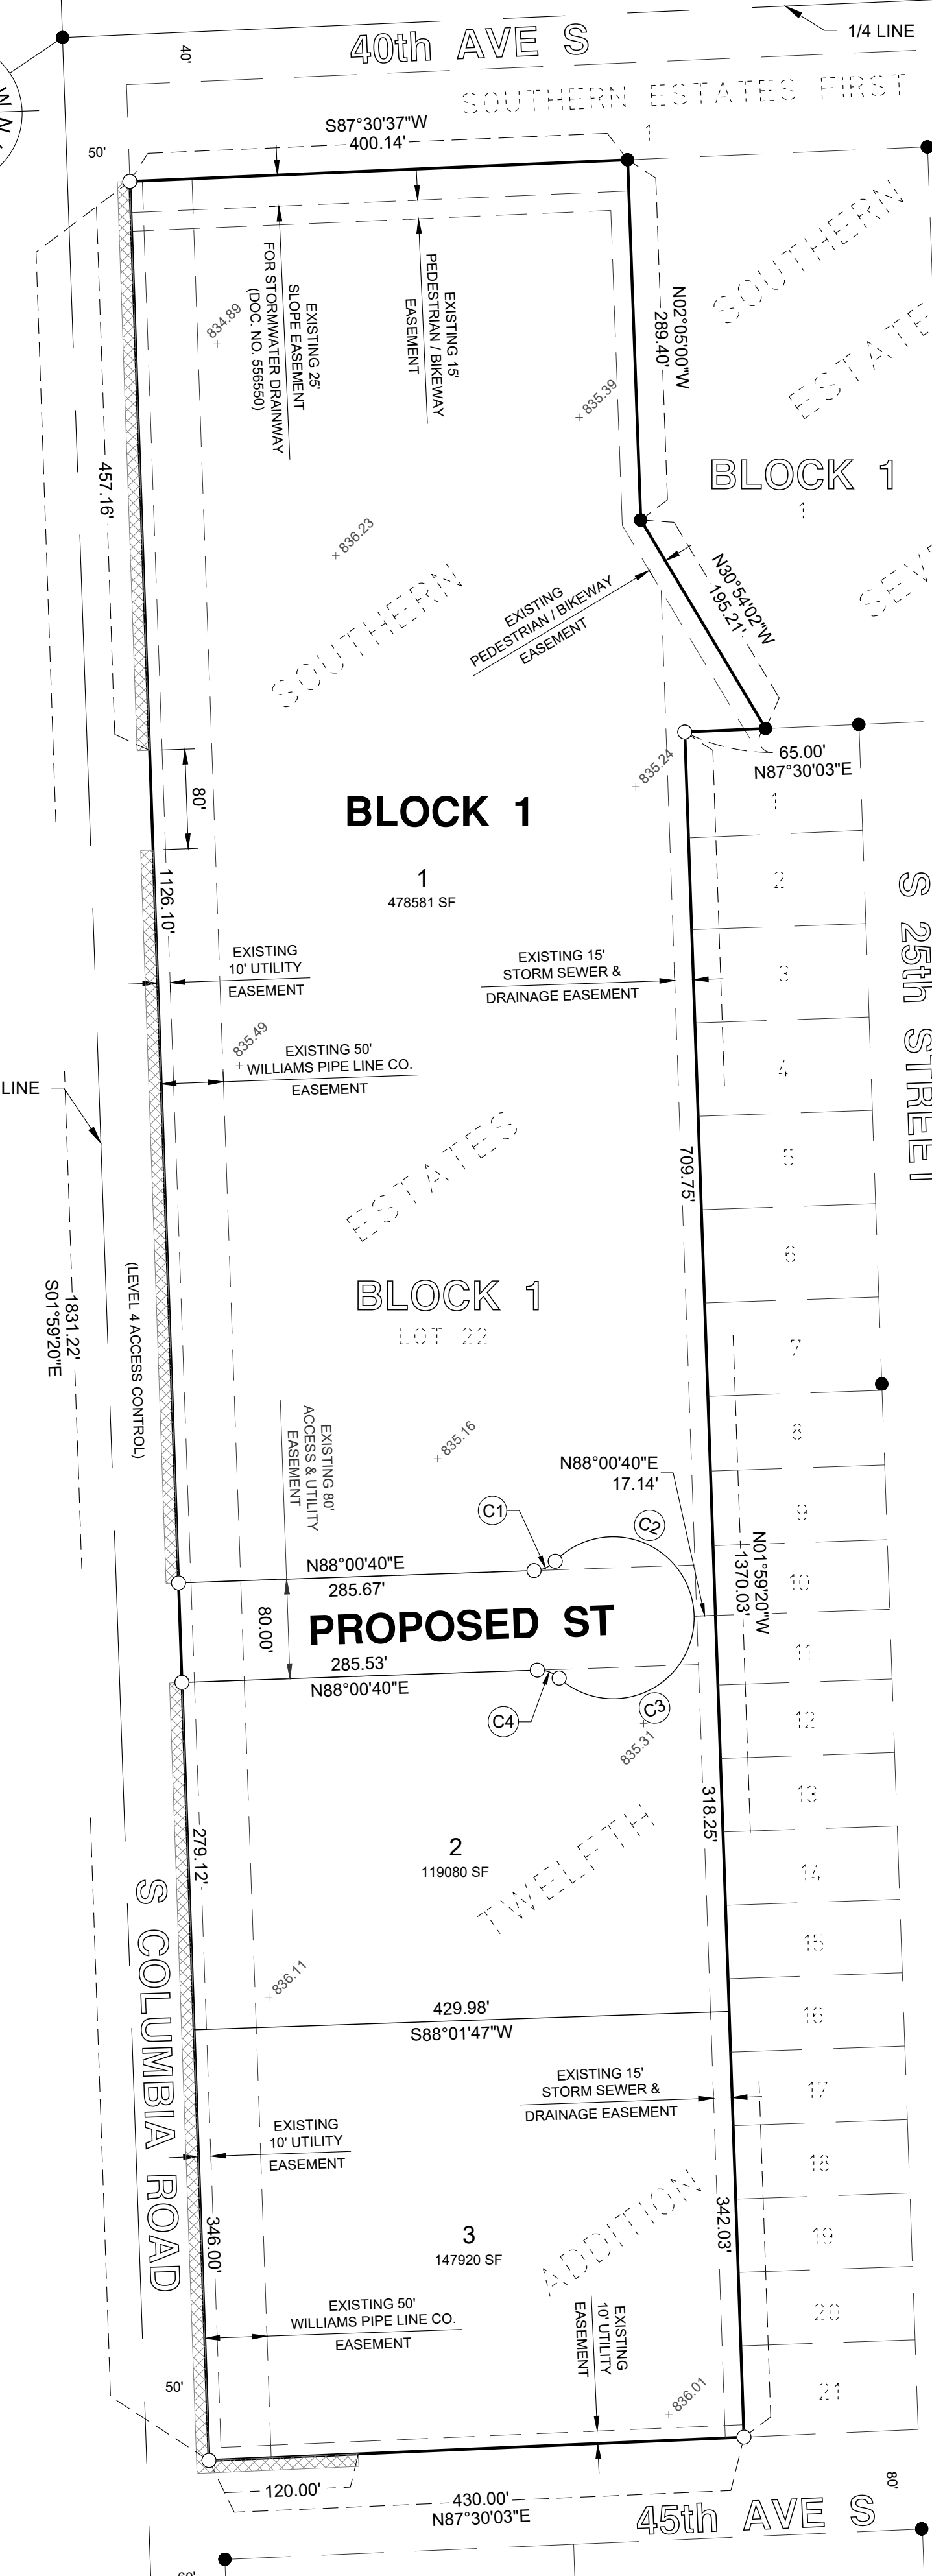 1/4 LINE
40th AVE S
40'
SOUTHERN ESTATES FIRST
S87°30'37"W
400.14'
1
50'
SOUTHERN
ESTATE
BLOCK 1
1
SEV
834.89
EXISTING 25'
SLOPE EASEMENT
FOR STORMWATER DRAINWAY
(DOC. NO. 556550)
EXISTING 15'
PEDESTRIAN / BIKEWAY
EASEMENT
N02°05'00"W
289.40'
835.39
457.16'
836.23
SOUTHERN
EXISTING
PEDESTRIAN / BIKEWAY
EASEMENT
N30°54'02"W
195.21'
65.00'
N87°30'03"E
835.24
80'
BLOCK 1
1
478581 SF
1126.10'
EXISTING
10' UTILITY
EASEMENT
EXISTING 15'
STORM SEWER &
DRAINAGE EASEMENT
835.49
EXISTING 50'
WILLIAMS PIPE LINE CO.
EASEMENT
LINE
ESTATES
709.75'
S 25th STREET
1
2
3
4
5
6
7
8
9
10
11
12
13
14
15
16
17
18
19
20
21
BLOCK 1
LOT 22
(LEVEL 4 ACCESS CONTROL)
1831.22'
S01°59'20"E
EXISTING 80'
ACCESS & UTILITY
EASEMENT
835.16
N88°00'40"E
17.14'
C1
C2
N88°00'40"E
285.67'
80.00'
PROPOSED ST
285.53'
N88°00'40"E
C4
C3
N01°59'20"W
1370.03'
835.31
279.12'
318.25'
2
119080 SF
TWELFTH
S COLUMBIA ROAD
836.11
429.98'
S88°01'47"W
EXISTING 15'
STORM SEWER &
DRAINAGE EASEMENT
EXISTING
10' UTILITY
EASEMENT
346.00'
342.03'
3
147920 SF
ADDITION
EXISTING 50'
WILLIAMS PIPE LINE CO.
EASEMENT
EXISTING
10' UTILITY
EASEMENT
836.01
50'
120.00'
430.00'
N87°30'03"E
80'
45th AVE S